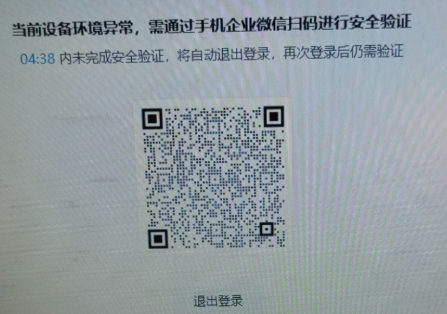 当前设备环境异常，需通过手机企业微信扫码进行安全验证
04:38 内未完成安全验证，将自动退出登录，再次登录后仍需验证
退出登录